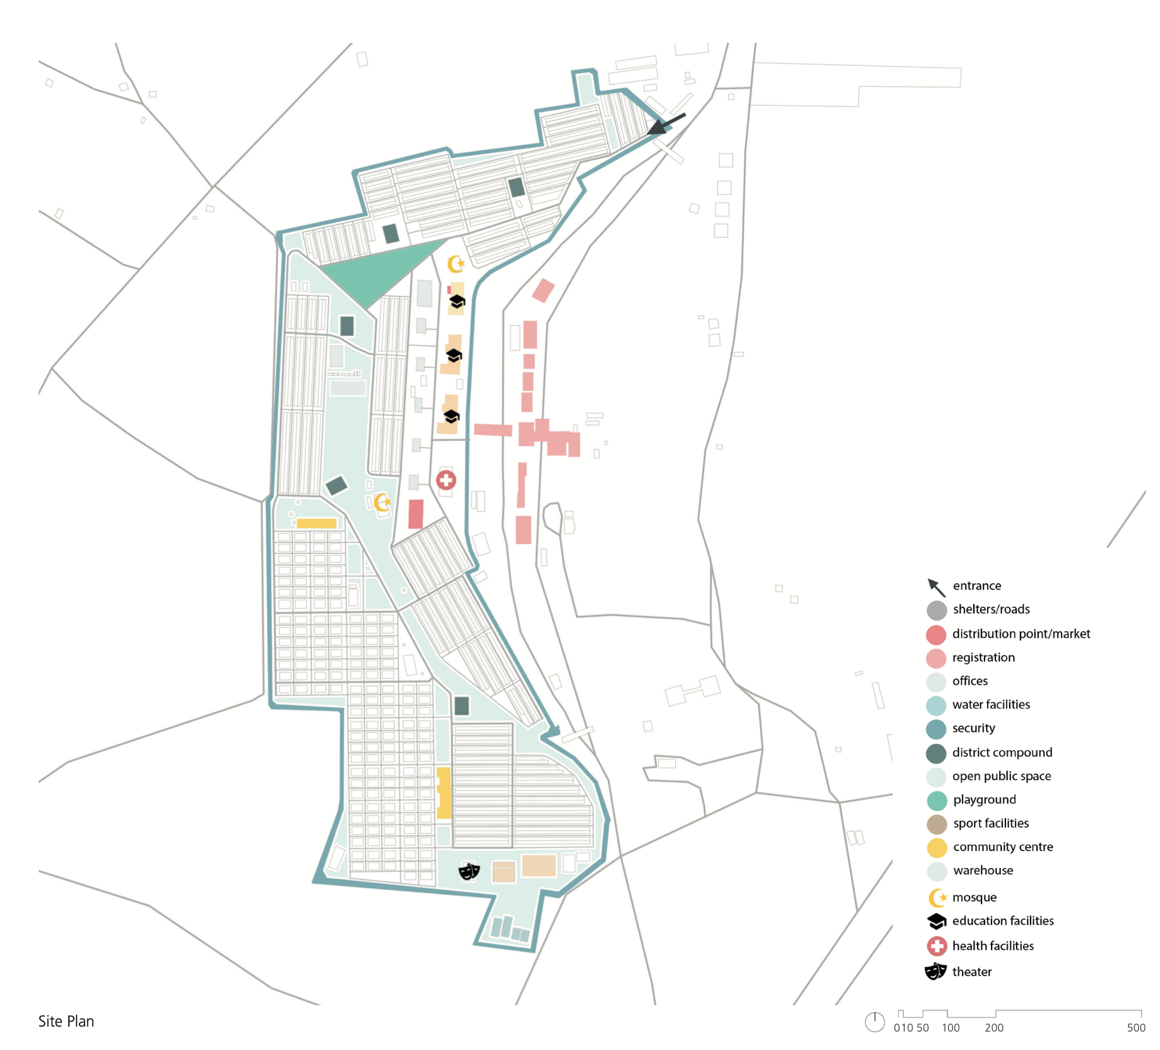 entrance
shelters/roads
distribution point/market
registration
offices
water facilities
security
district compound
open public space
playground
sport facilities
community centre
warehouse
mosque
education facilities
health facilities
theater
Site Plan
0 10 50 100 200 500